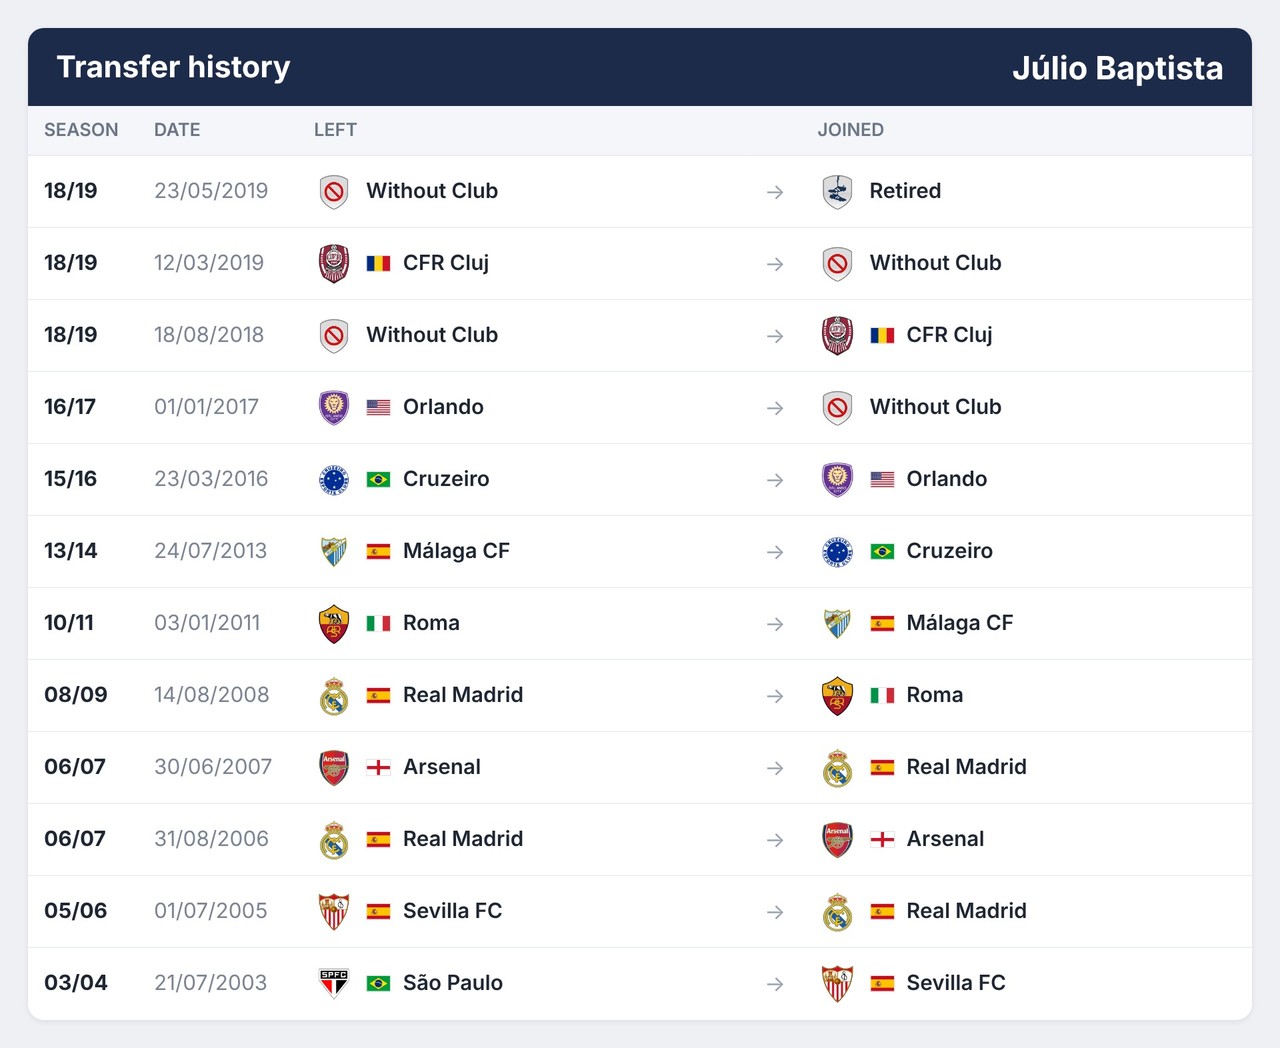 Transfer history Júlio Baptista
SEASON DATE LEFT JOINED
18/19 23/05/2019 Without Club → Retired
18/19 12/03/2019 CFR Cluj → Without Club
18/19 18/08/2018 Without Club → CFR Cluj
16/17 01/01/2017 Orlando → Without Club
15/16 23/03/2016 Cruzeiro → Orlando
13/14 24/07/2013 Málaga CF → Cruzeiro
10/11 03/01/2011 Roma → Málaga CF
08/09 14/08/2008 Real Madrid → Roma
06/07 30/06/2007 Arsenal → Real Madrid
06/07 31/08/2006 Real Madrid → Arsenal
05/06 01/07/2005 Sevilla FC → Real Madrid
03/04 21/07/2003 SPFC São Paulo → Sevilla FC